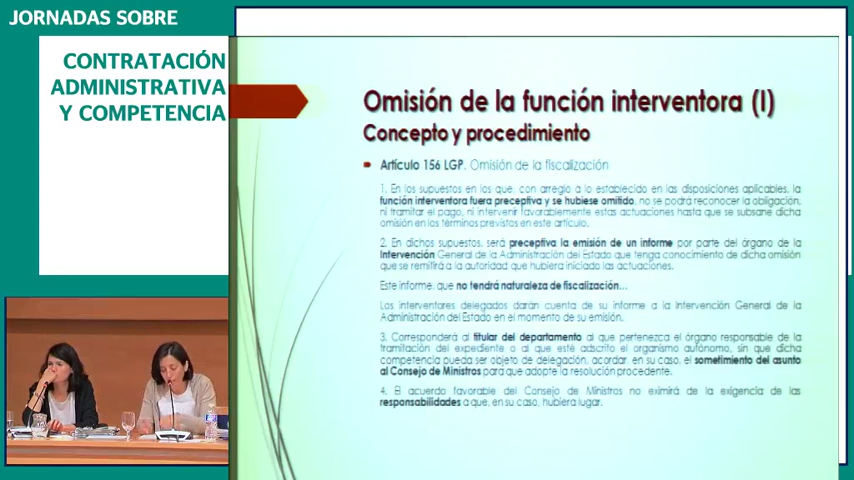 JORNADAS SOBRE
CONTRATACIÓN
ADMINISTRATIVA
Y COMPETENCIA
Omisión de la función interventora (I)
Concepto y procedimiento
Artículo 156 LGP. Omisión de la fiscalización
1. En los supuestos en los que, con arreglo a lo establecido en las disposiciones aplicables, la
función interventora fuera preceptiva y se hubiese omitido, no se podrá reconocer la obligación,
ni tramitar el pago, ni intervenir favorablemente estas actuaciones hasta que se subsane dicha
omisión en los términos previstos en este artículo.
2. En dichos supuestos, será preceptiva la emisión de un informe por parte del órgano de la
Intervención General de la Administración del Estado que tenga conocimiento de dicha omisión
que se remitirá a la autoridad que hubiera iniciado las actuaciones.
Este informe, que no tendrá naturaleza de fiscalización...
Los interventores delegados darán cuenta de su informe a la Intervención General de la
Administración del Estado en el momento de su emisión.
3. Corresponderá al titular del departamento al que pertenezca el órgano responsable de la
tramitación del expediente o al que esté adscrito el organismo autónomo, sin que dicha
competencia pueda ser objeto de delegación, acordar, en su caso, el sometimiento del asunto
al Consejo de Ministros para que adopte la resolución procedente.
4. El acuerdo favorable del Consejo de Ministros no eximirá de la exigencia de las
responsabilidades a que, en su caso, hubiera lugar.